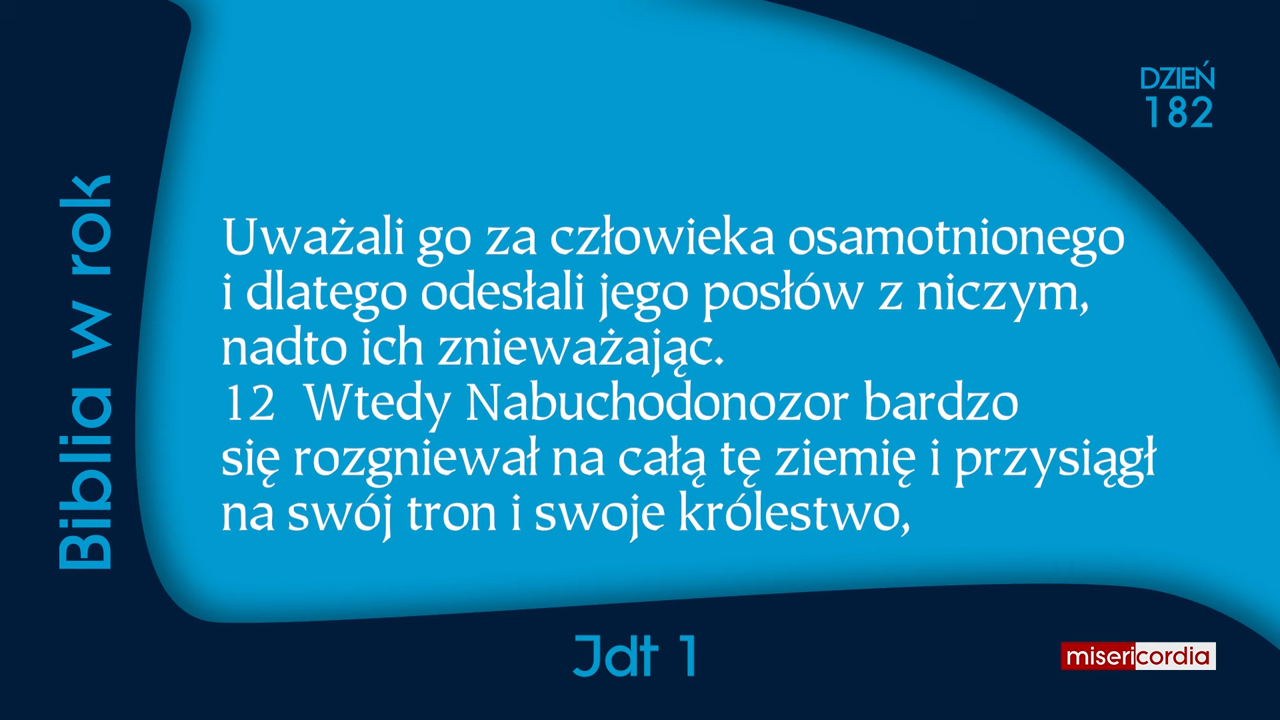 DZIEŃ
182
Biblia w rok
Uważali go za człowieka osamotnionego
i dlatego odesłali jego posłów z niczym,
nadto ich znieważając.
12 Wtedy Nabuchodonozor bardzo
się rozgniewał na całą tę ziemię i przysiągł
na swój tron i swoje królestwo,
Jdt 1
misericordia